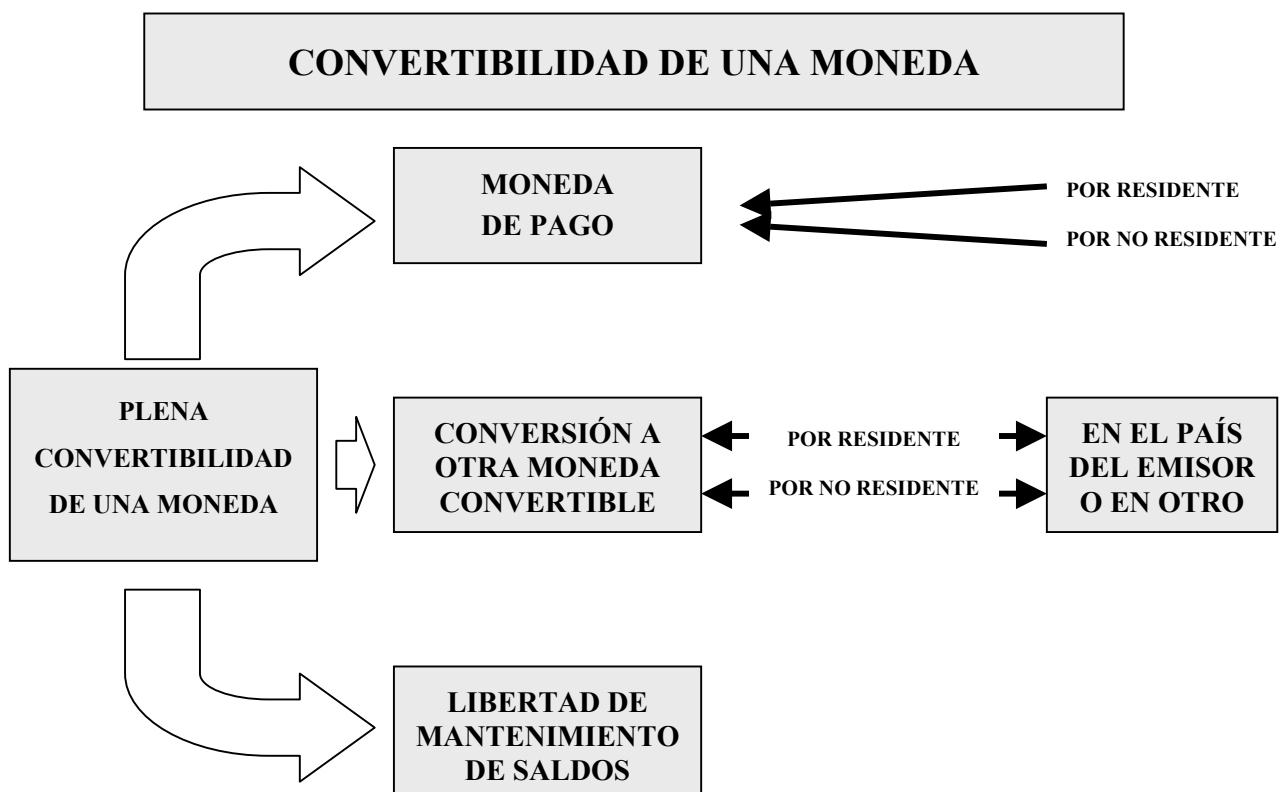 CONVERTIBILIDAD DE UNA MONEDA
MONEDA
DE PAGO
POR RESIDENTE
POR NO RESIDENTE
PLENA
CONVERTIBILIDAD
DE UNA MONEDA
CONVERSIÓN A
OTRA MONEDA
CONVERTIBLE
POR RESIDENTE
POR NO RESIDENTE
EN EL PAÍS
DEL EMISOR
O EN OTRO
LIBERTAD DE
MANTENIMIENTO
DE SALDOS